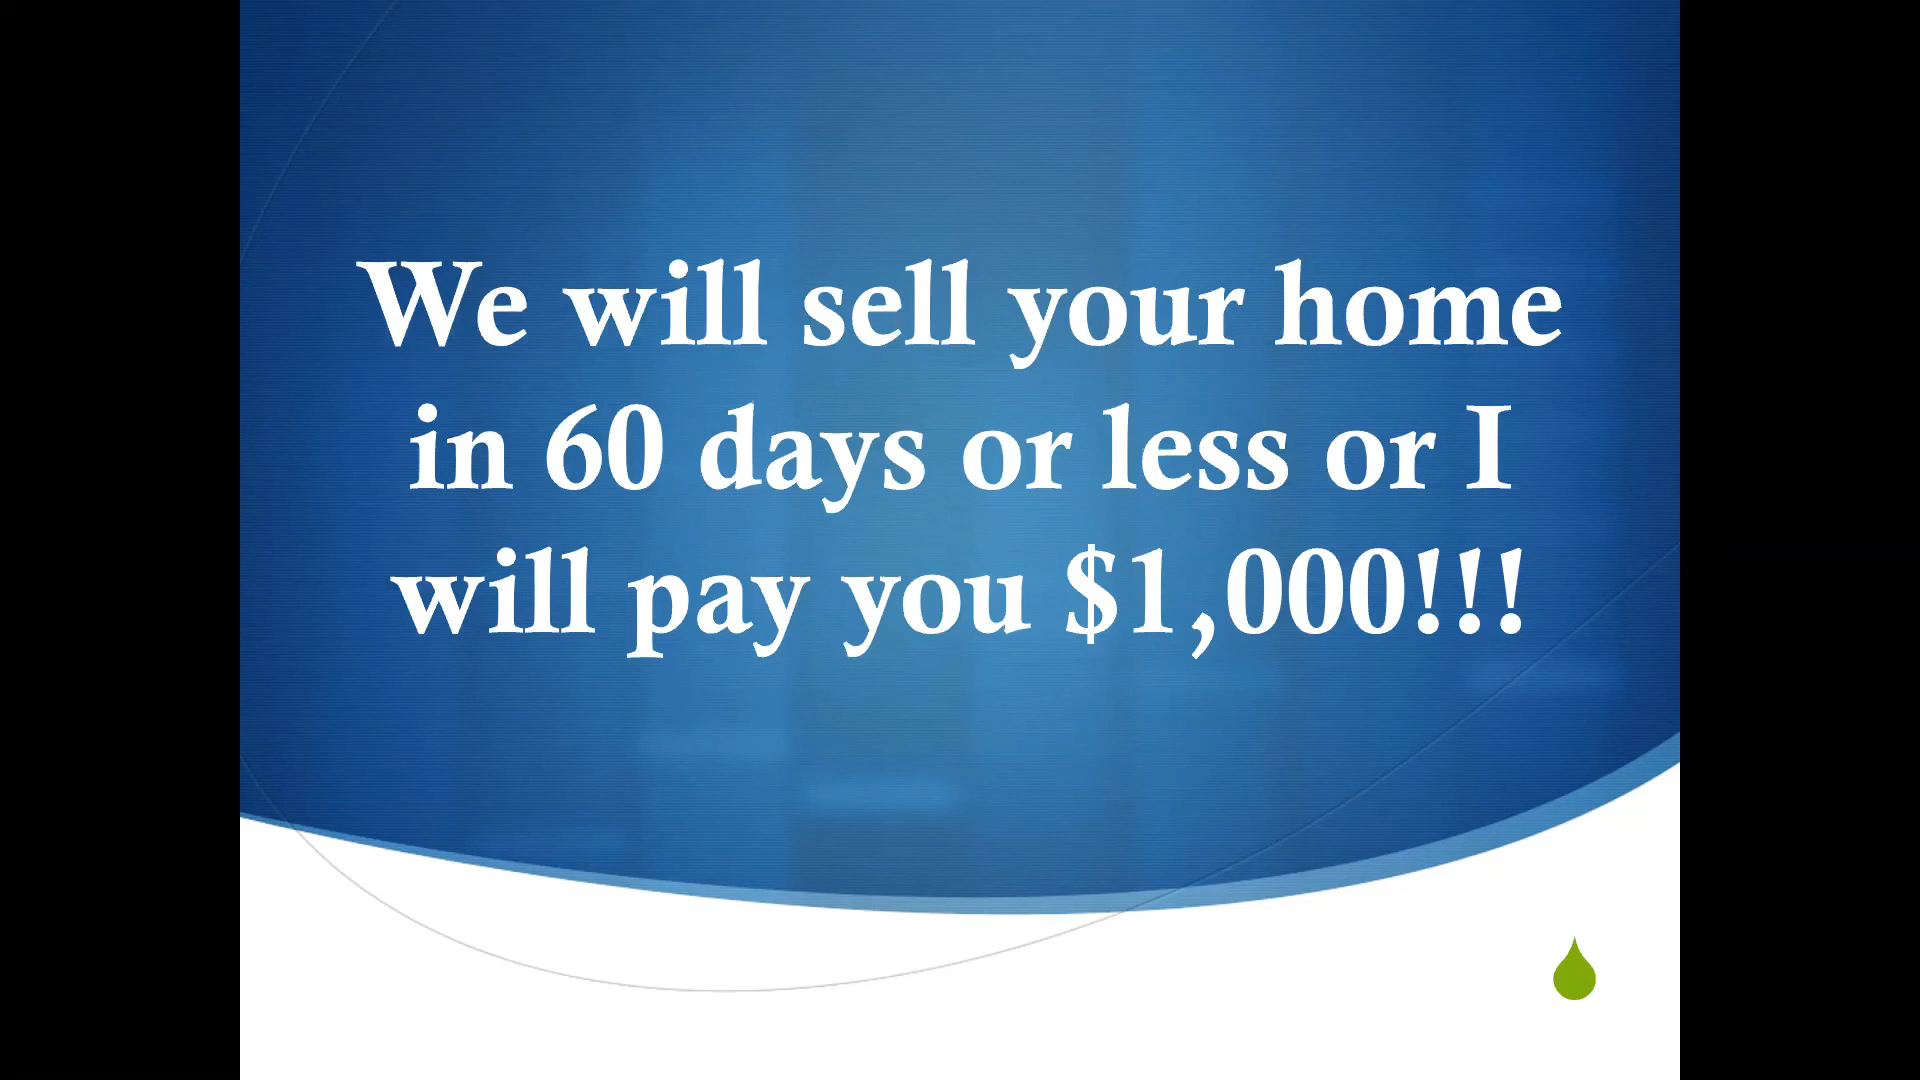 We will sell your home
in 60 days or less or I
will pay you $1,000!!!